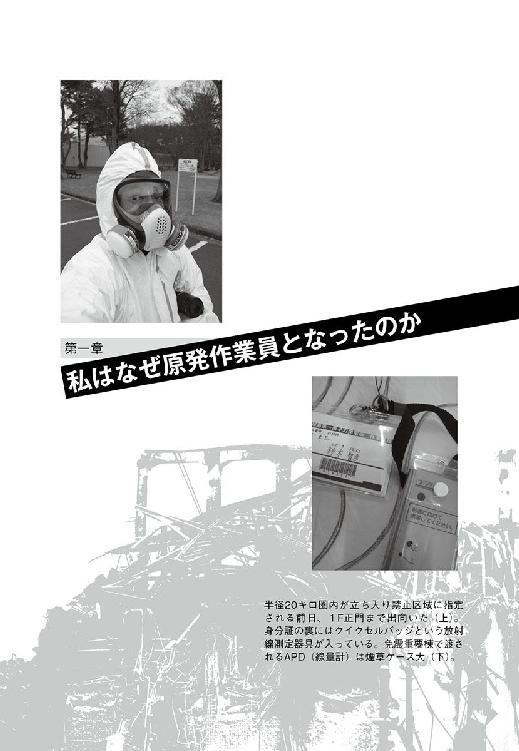 第一章
私はなぜ原発作業員となったのか
半径20キロ圏内が立ち入り禁止区域に指定
される前日、1F正門まで出向いた（上）。
身分証の裏にはクイクセルバッジという放射
線測定器具が入っている。免震重要棟で渡さ
れるAPD（線量計）は煙草ケース大（下）。